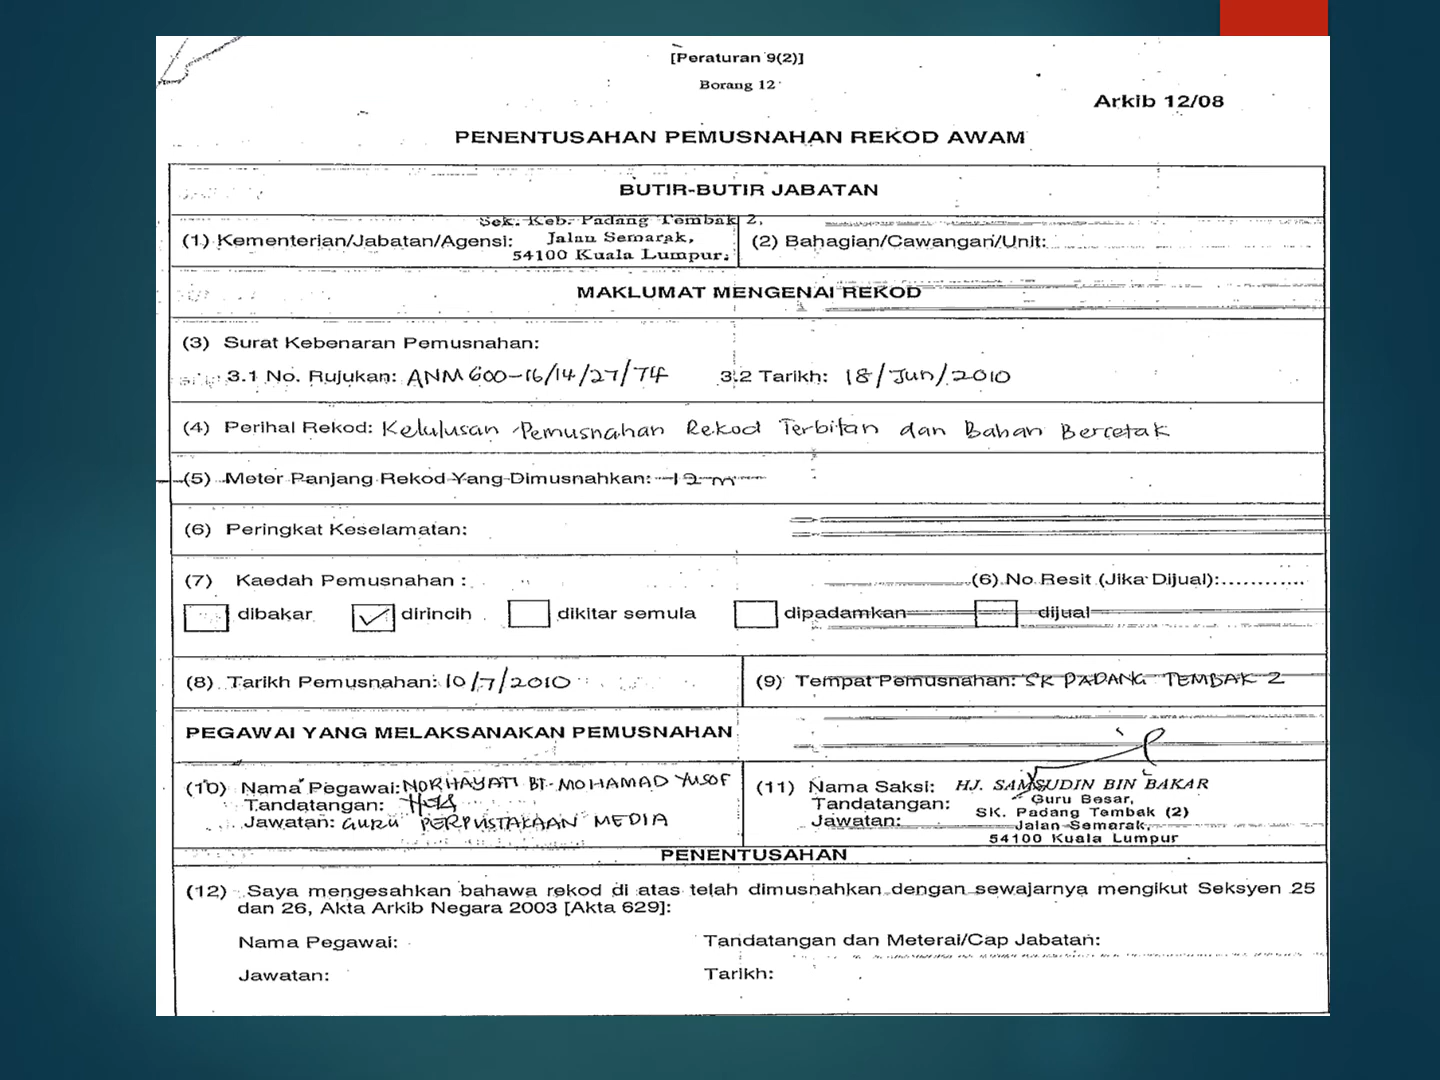 [Peraturan 9(2)]
Borang 12
Arkib 12/08
PENENTUSAHAN PEMUSNAHAN REKOD AWAM
BUTIR-BUTIR JABATAN
(1) Kementerian/Jabatan/Agensi: Sek. Keb. Padang Tembak 2,
Jalan Semarak,
54100 Kuala Lumpur.
(2) Bahagian/Cawangan/Unit:
MAKLUMAT MENGENAI REKOD
(3) Surat Kebenaran Pemusnahan:
3.1 No. Rujukan: ANM 600-16/14/27/74 3.2 Tarikh: 18/Jun/2010
(4) Perihal Rekod: Kelulusan Pemusnahan Rekod Terbitan dan Bahan Bercetak
(5) Meter Panjang Rekod Yang Dimusnahkan: 12 m
(6) Peringkat Keselamatan:
(7) Kaedah Pemusnahan : (6) No Resit (Jika Dijual):............
dibakar ✓ dirincih dikitar semula dipadamkan dijual
(8) Tarikh Pemusnahan: 10/7/2010 (9) Tempat Pemusnahan: SK PADANG TEMBAK 2
PEGAWAI YANG MELAKSANAKAN PEMUSNAHAN
(10) Nama Pegawai: NORHAYATI BT. MOHAMAD YUSOF
Tandatangan:
Jawatan: GURU PERPUSTAKAAN MEDIA
(11) Nama Saksi: HJ. SAMSUDIN BIN BAKAR
Tandatangan: Guru Besar,
Jawatan: SK. Padang Tembak (2)
Jalan Semarak,
54100 Kuala Lumpur
PENENTUSAHAN
(12) Saya mengesahkan bahawa rekod di atas telah dimusnahkan dengan sewajarnya mengikut Seksyen 25
dan 26, Akta Arkib Negara 2003 [Akta 629]:
Nama Pegawai: Tandatangan dan Meterai/Cap Jabatan:
Jawatan: Tarikh: